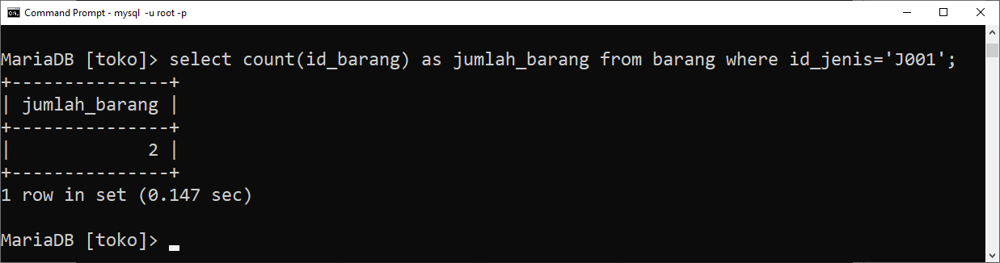 Command Prompt - mysql -u root -p
MariaDB [toko]> select count(id_barang) as jumlah_barang from barang where id_jenis='J001';
+---------------+
| jumlah_barang |
+---------------+
|             2 |
+---------------+
1 row in set (0.147 sec)
MariaDB [toko]>